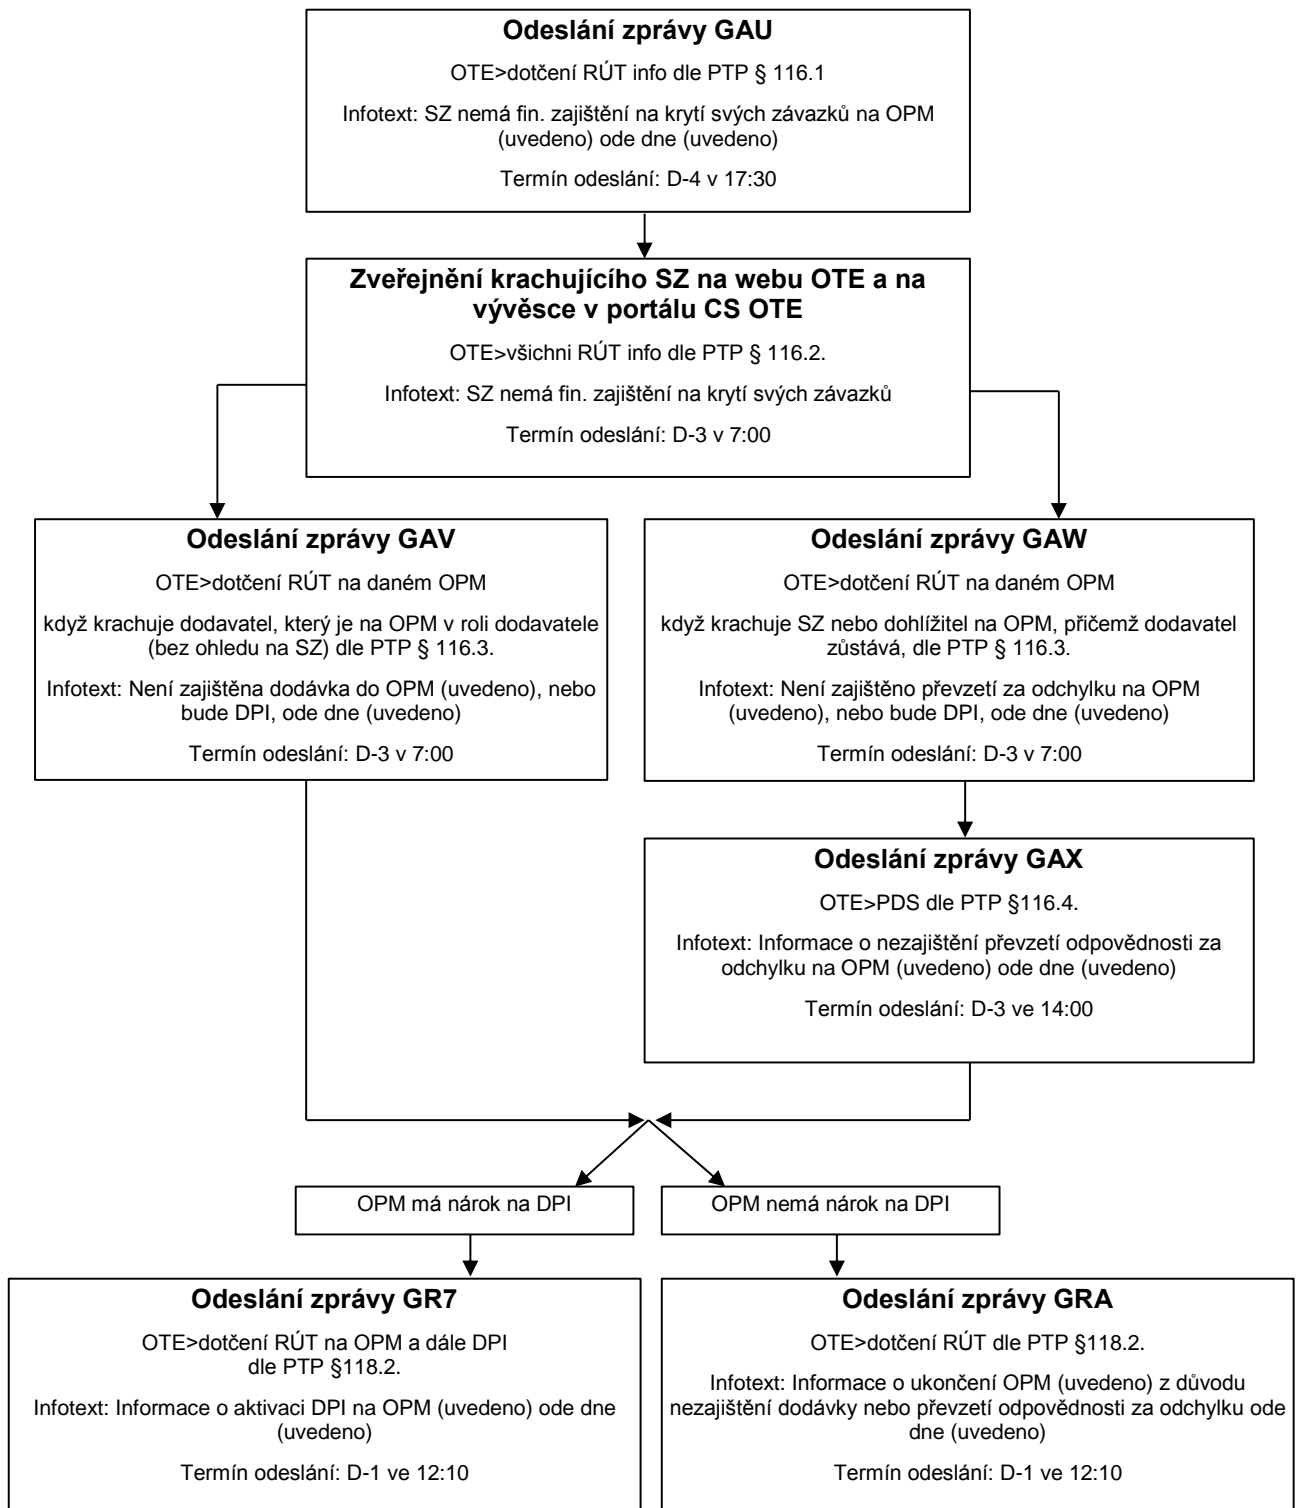 Odeslání zprávy GAU
OTE>dotčení RÚT info dle PTP § 116.1
Infotext: SZ nemá fin. zajištění na krytí svých závazků na OPM
(uvedeno) ode dne (uvedeno)
Termín odeslání: D-4 v 17:30
Zveřejnění krachujícího SZ na webu OTE a na
vývěsce v portálu CS OTE
OTE>všichni RÚT info dle PTP § 116.2.
Infotext: SZ nemá fin. zajištění na krytí svých závazků
Termín odeslání: D-3 v 7:00
Odeslání zprávy GAV
OTE>dotčení RÚT na daném OPM
když krachuje dodavatel, který je na OPM v roli dodavatele
(bez ohledu na SZ) dle PTP § 116.3.
Infotext: Není zajištěna dodávka do OPM (uvedeno), nebo
bude DPI, ode dne (uvedeno)
Termín odeslání: D-3 v 7:00
Odeslání zprávy GAW
OTE>dotčení RÚT na daném OPM
když krachuje SZ nebo dohlížitel na OPM, přičemž dodavatel
zůstává, dle PTP § 116.3.
Infotext: Není zajištěno převzetí za odchylku na OPM
(uvedeno), nebo bude DPI, ode dne (uvedeno)
Termín odeslání: D-3 v 7:00
Odeslání zprávy GAX
OTE>PDS dle PTP §116.4.
Infotext: Informace o nezajištění převzetí odpovědnosti za
odchylku na OPM (uvedeno) ode dne (uvedeno)
Termín odeslání: D-3 ve 14:00
OPM má nárok na DPI
OPM nemá nárok na DPI
Odeslání zprávy GR7
OTE>dotčení RÚT na OPM a dále DPI
dle PTP §118.2.
Infotext: Informace o aktivaci DPI na OPM (uvedeno) ode dne
(uvedeno)
Termín odeslání: D-1 ve 12:10
Odeslání zprávy GRA
OTE>dotčení RÚT dle PTP §118.2.
Infotext: Informace o ukončení OPM (uvedeno) z důvodu
nezajištění dodávky nebo převzetí odpovědnosti za odchylku ode
dne (uvedeno)
Termín odeslání: D-1 ve 12:10